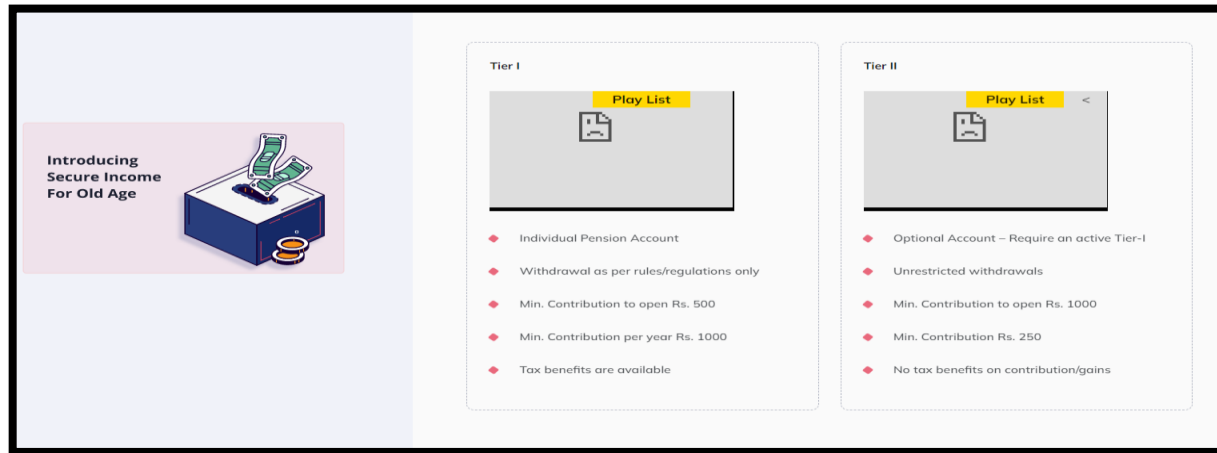 Introducing
Secure Income
For Old Age
Tier I
Play List
Individual Pension Account
Withdrawal as per rules/regulations only
Min. Contribution to open Rs. 500
Min. Contribution per year Rs. 1000
Tax benefits are available
Tier II
Play List <
Optional Account – Require an active Tier-I
Unrestricted withdrawals
Min. Contribution to open Rs. 1000
Min. Contribution Rs. 250
No tax benefits on contribution/gains